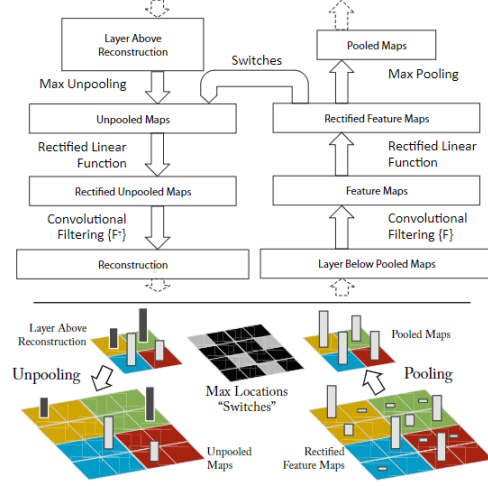 Layer Above
Reconstruction
Pooled Maps
Switches
Max Unpooling
Max Pooling
Unpooled Maps
Rectified Feature Maps
Rectified Linear
Function
Rectified Linear
Function
Rectified Unpooled Maps
Feature Maps
Convolutional
Filtering {Fᵀ}
Convolutional
Filtering {F}
Reconstruction
Layer Below Pooled Maps
Layer Above
Reconstruction
Pooled Maps
Unpooling
Max Locations
“Switches”
Pooling
Unpooled
Maps
Rectified
Feature Maps